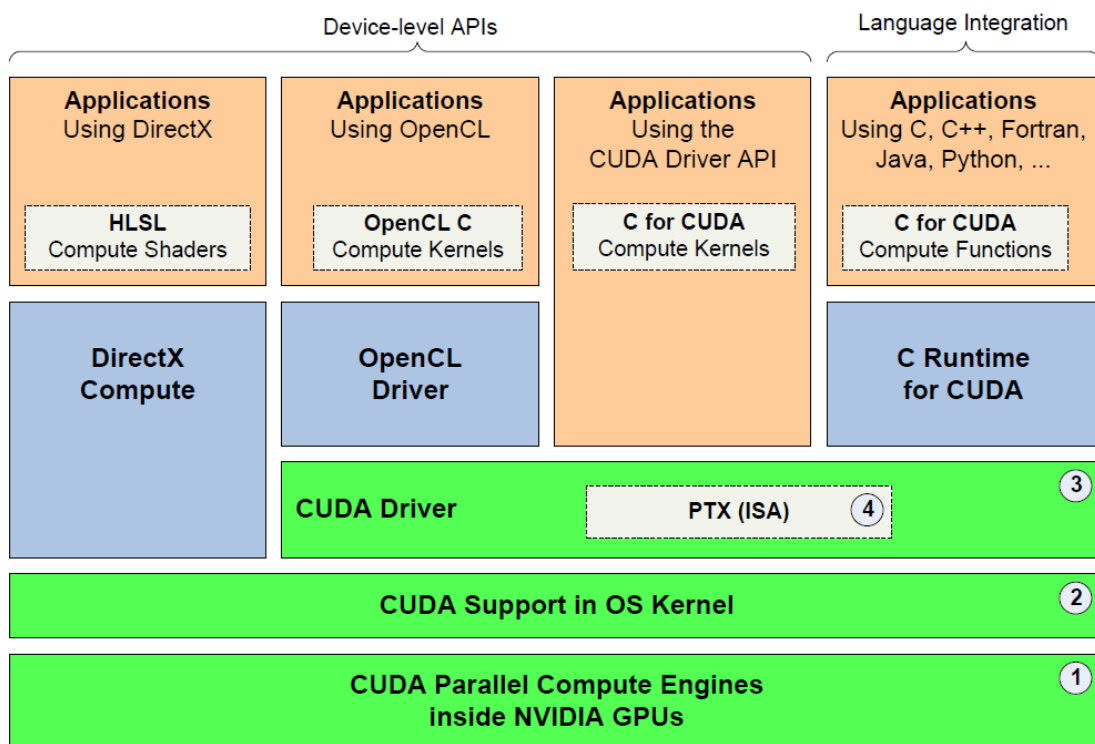 Device-level APIs
Language Integration
Applications
Using DirectX
HLSL
Compute Shaders
Applications
Using OpenCL
OpenCL C
Compute Kernels
Applications
Using the
CUDA Driver API
C for CUDA
Compute Kernels
Applications
Using C, C++, Fortran,
Java, Python, ...
C for CUDA
Compute Functions
DirectX
Compute
OpenCL
Driver
C Runtime
for CUDA
CUDA Driver
PTX (ISA)
4
3
CUDA Support in OS Kernel
2
CUDA Parallel Compute Engines
inside NVIDIA GPUs
1